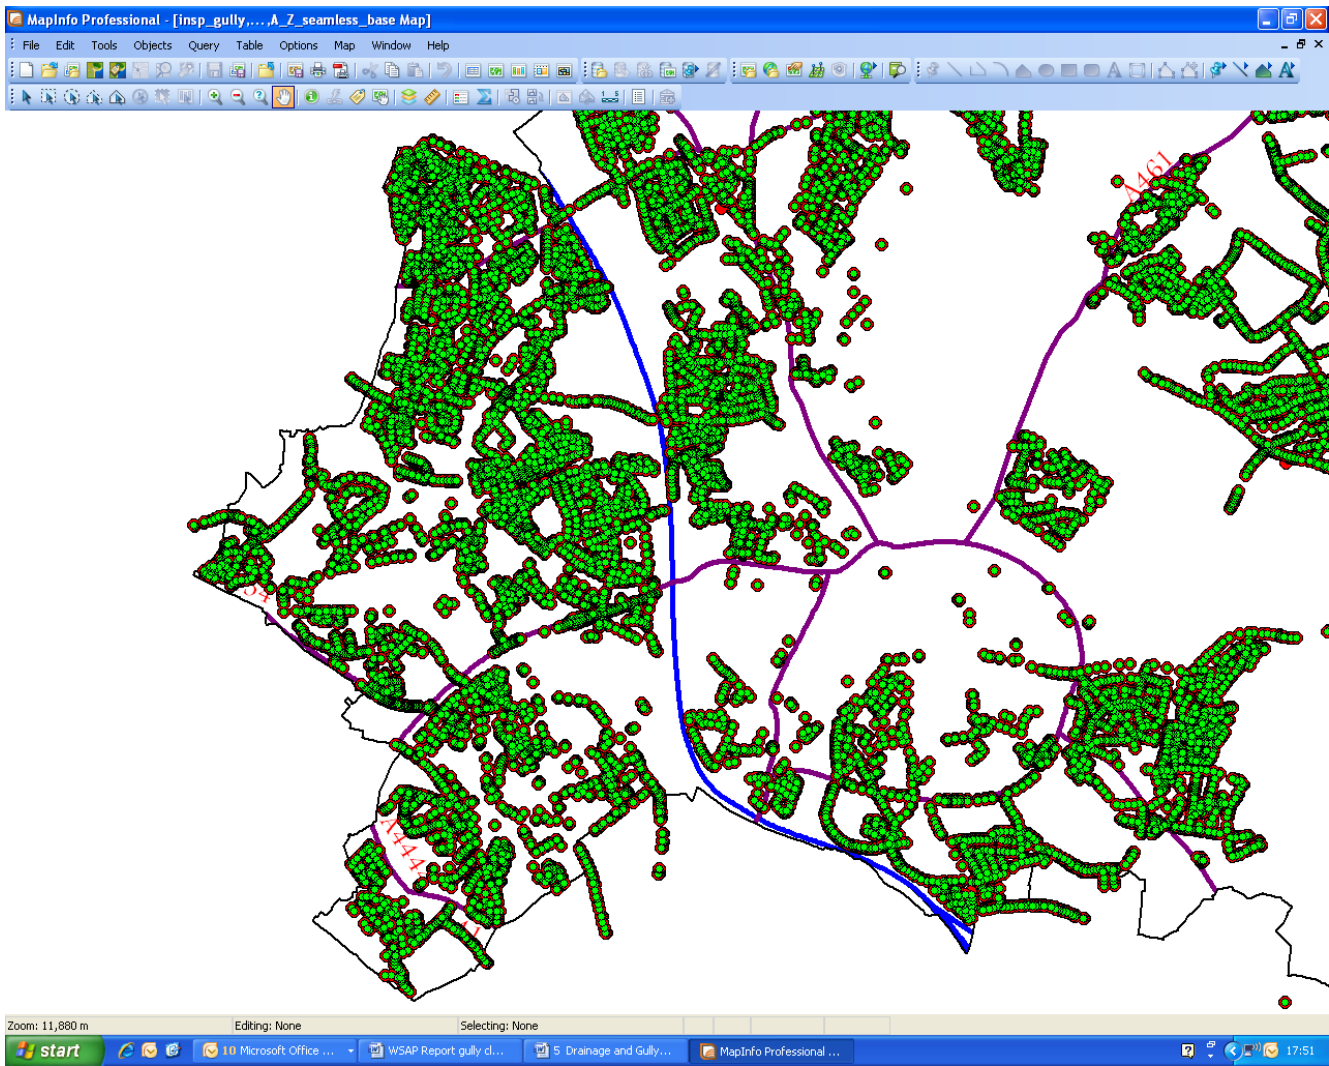 MapInfo Professional - [insp_gully,...,A_Z_seamless_base Map]
File Edit Tools Objects Query Table Options Map Window Help
A461
54
A444
11
Zoom: 11,880 m Editing: None Selecting: None
start 10 Microsoft Office ... WSAP Report gully cl... 5 Drainage and Gully... MapInfo Professional ... 17:51